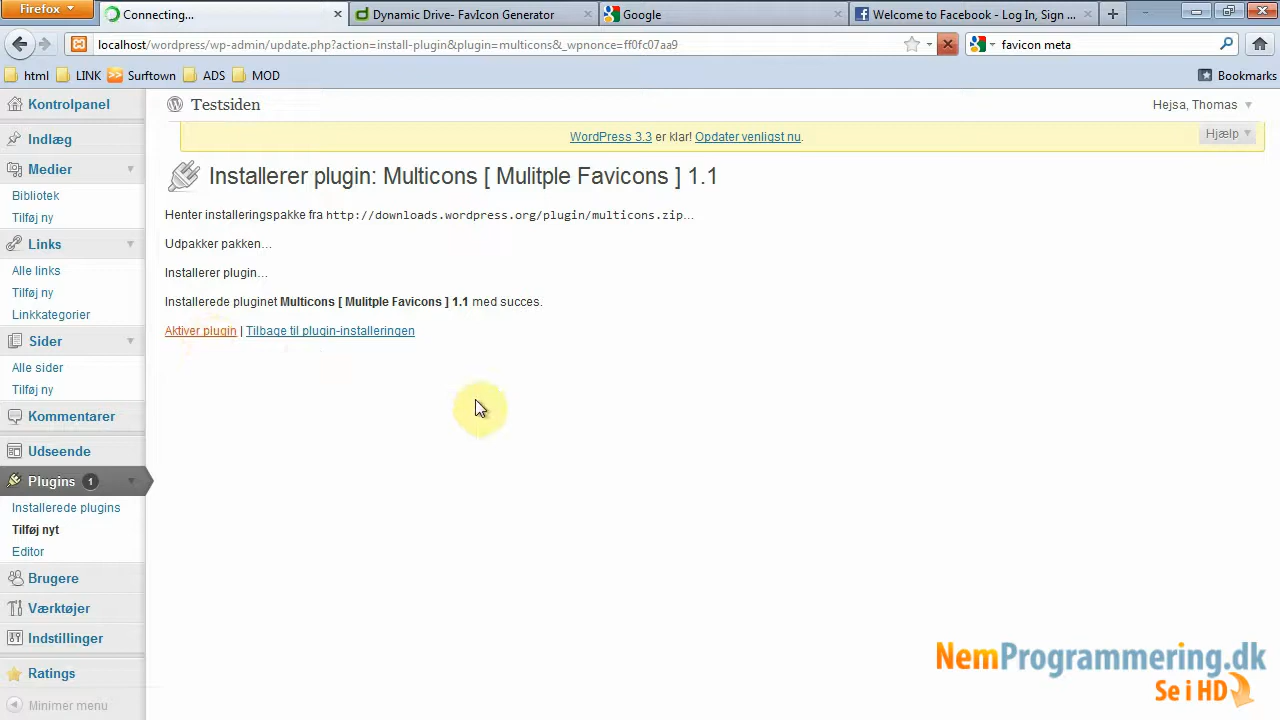 Firefox
Connecting...
Dynamic Drive- FavIcon Generator
Google
Welcome to Facebook - Log In, Sign ...
localhost/wordpress/wp-admin/update.php?action=install-plugin&plugin=multicons&_wpnonce=ff0fc07aa9
favicon meta
html
LINK
Surftown
ADS
MOD
Bookmarks
Kontrolpanel
Testsiden
Hejsa, Thomas
WordPress 3.3 er klar! Opdater venligst nu.
Hjælp
Indlæg
Medier
Bibliotek
Tilføj ny
Links
Alle links
Tilføj ny
Linkkategorier
Sider
Alle sider
Tilføj ny
Kommentarer
Udseende
Plugins 1
Installerede plugins
Tilføj nyt
Editor
Brugere
Værktøjer
Indstillinger
Ratings
Minimer menu
Installerer plugin: Multicons [ Mulitple Favicons ] 1.1
Henter installeringspakke fra http://downloads.wordpress.org/plugin/multicons.zip...
Udpakker pakken...
Installerer plugin...
Installerede pluginet Multicons [ Mulitple Favicons ] 1.1 med succes.
Aktiver plugin | Tilbage til plugin-installeringen
NemProgrammering.dk
Se i HD